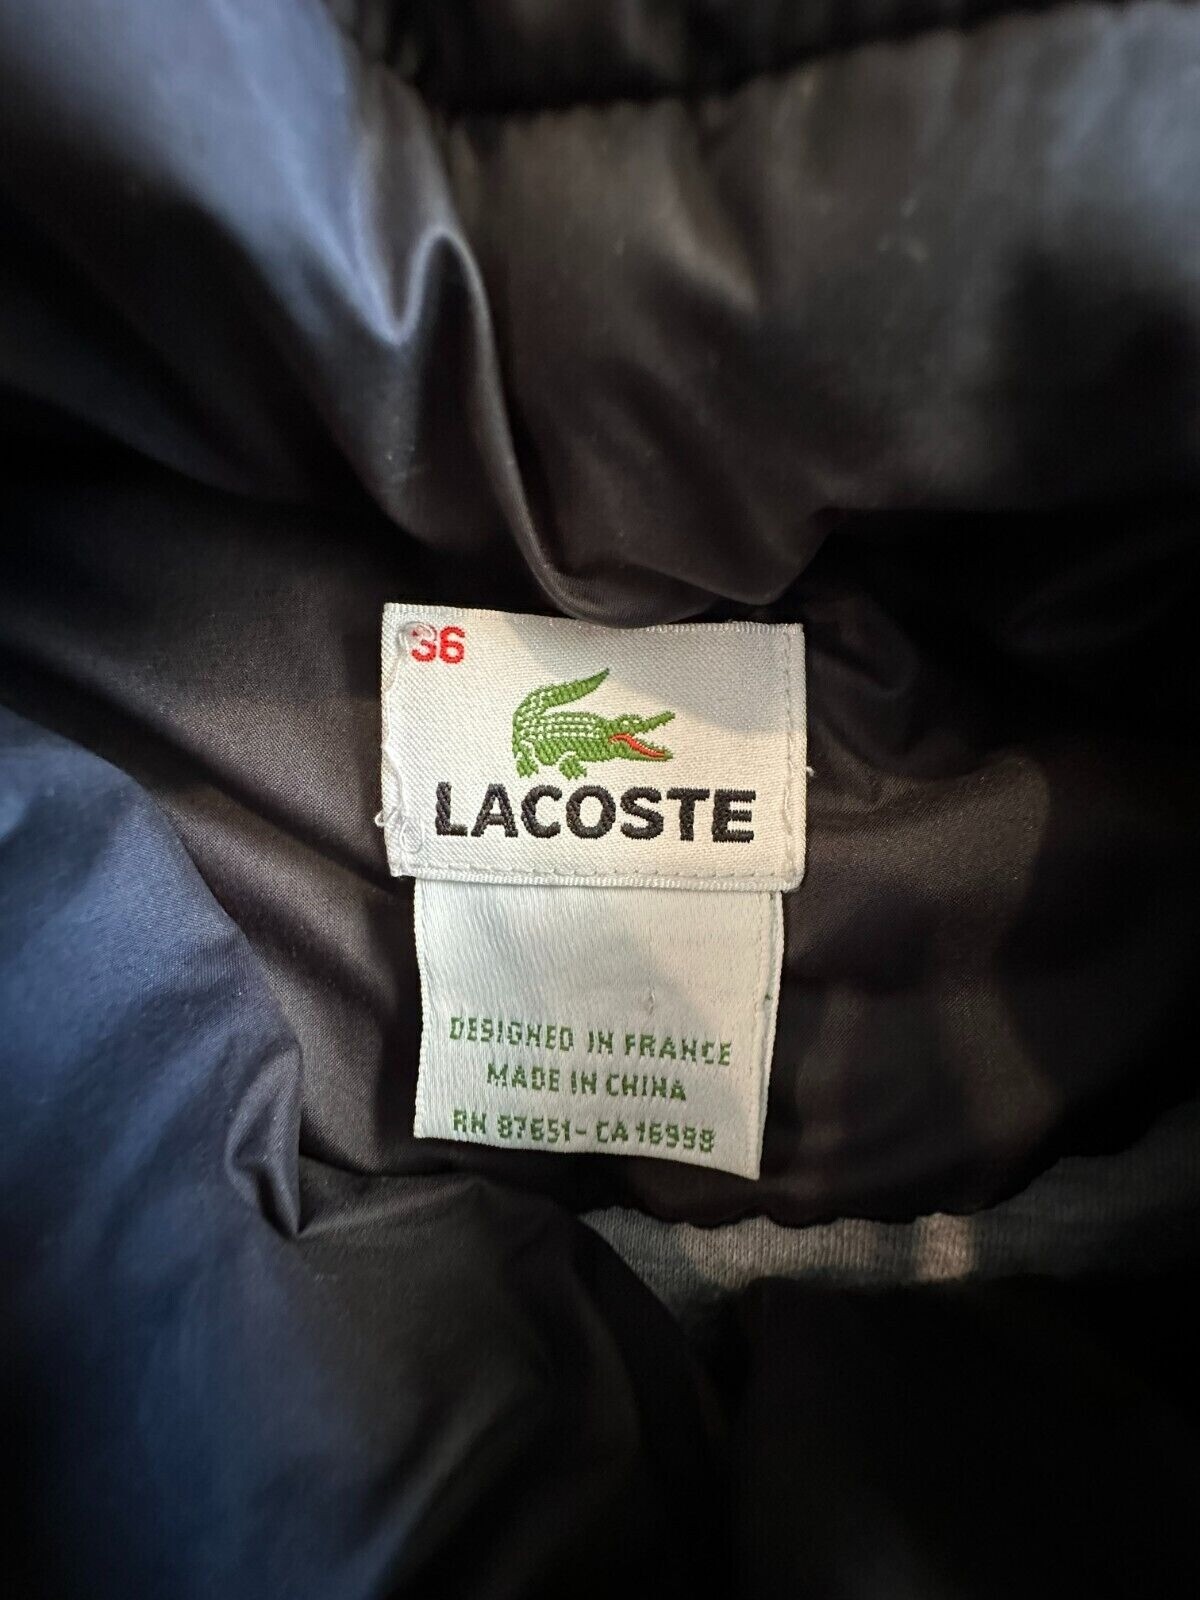 36
LACOSTE
DESIGNED IN FRANCE
MADE IN CHINA
RN 87651-CA 16998